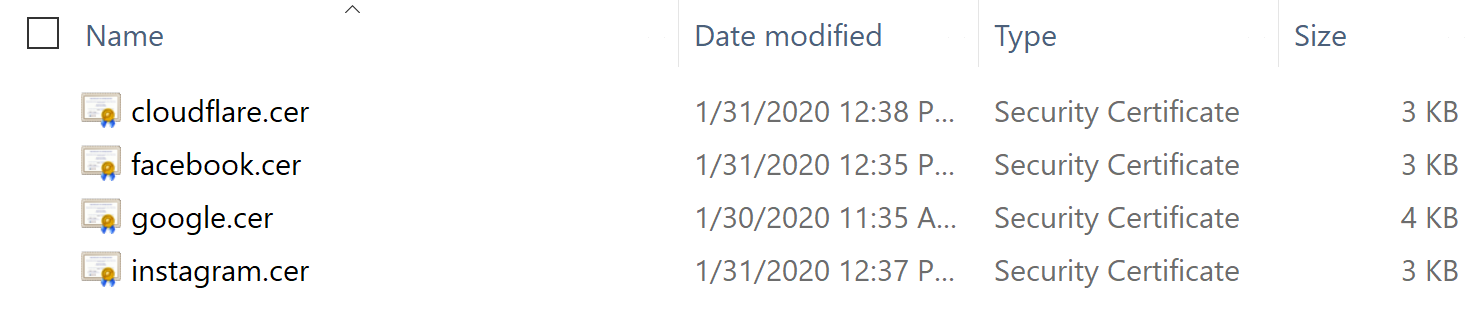 Name Date modified Type Size
cloudflare.cer 1/31/2020 12:38 P... Security Certificate 3 KB
facebook.cer 1/31/2020 12:35 P... Security Certificate 3 KB
google.cer 1/30/2020 11:35 A... Security Certificate 4 KB
instagram.cer 1/31/2020 12:37 P... Security Certificate 3 KB